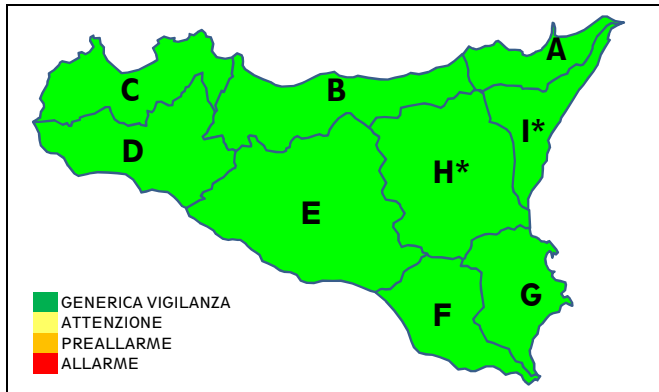 A
B
C
I*
D
H*
E
G
F
GENERICA VIGILANZA
ATTENZIONE
PREALLARME
ALLARME